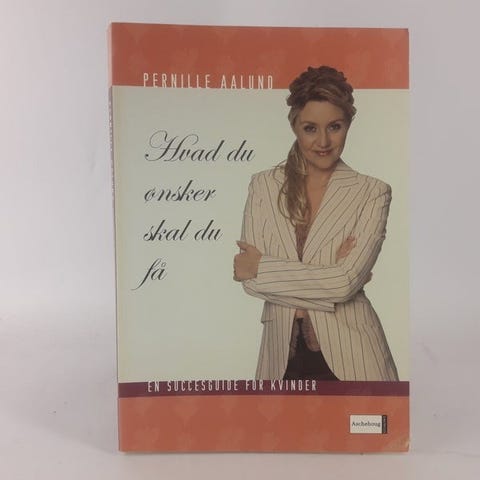 PERNILLE AALUND
Hvad du
ønsker
skal du
få
EN SUCCESGUIDE FOR KVINDER
Aschehoug